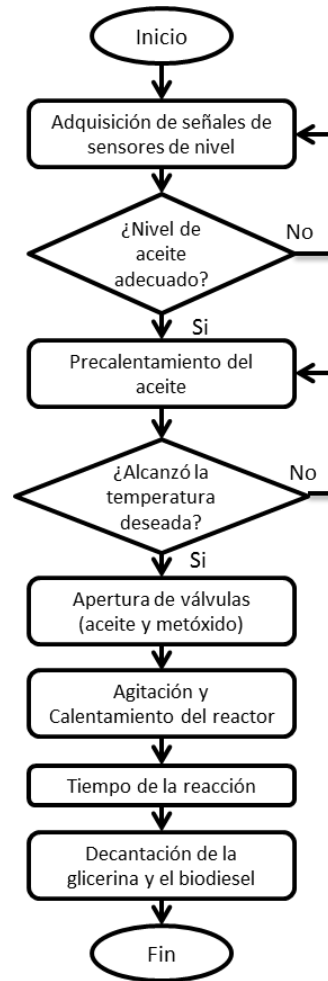 Inicio
Adquisición de señales de
sensores de nivel
¿Nivel de
aceite
adecuado?
No
Si
Precalentamiento del
aceite
¿Alcanzó la
temperatura
deseada?
No
Si
Apertura de válvulas
(aceite y metóxido)
Agitación y
Calentamiento del reactor
Tiempo de la reacción
Decantación de la
glicerina y el biodiesel
Fin